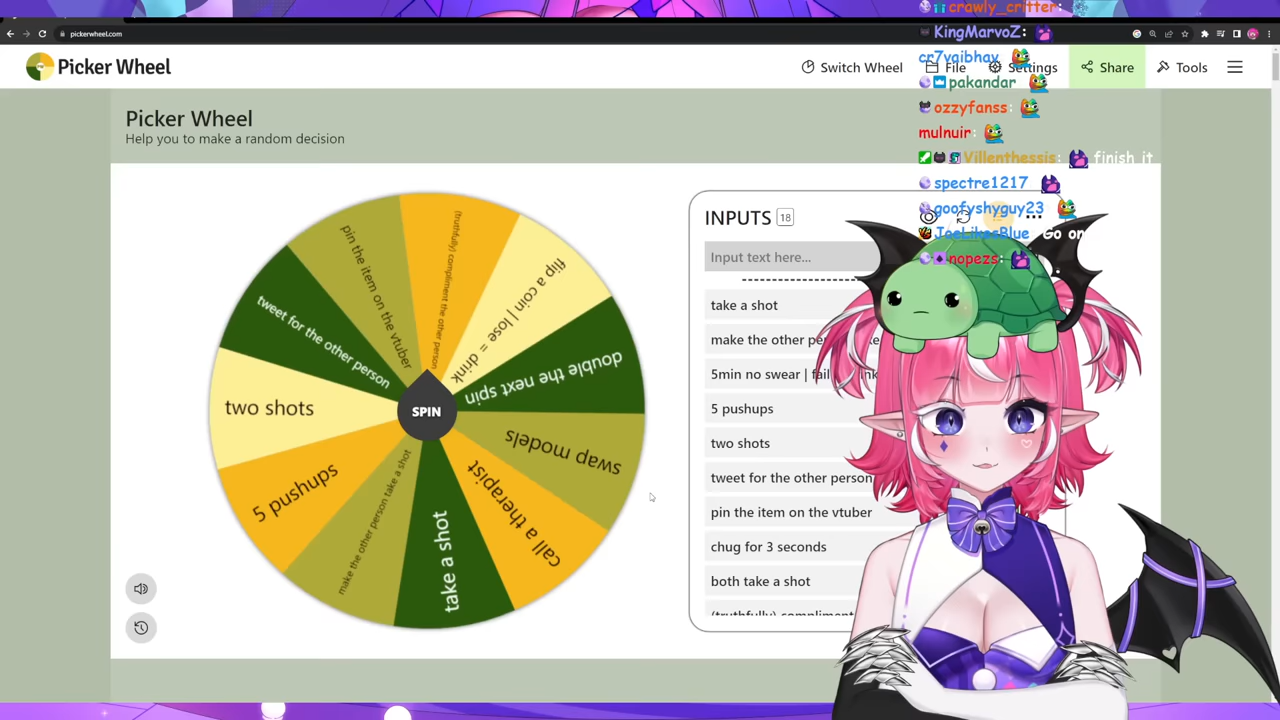 crawly_critter:
pickerwheel.com
KingMarvoZ:
cr7vaibhav
Picker Wheel
Switch Wheel
File
Settings
Share
Tools
pakandar
ozzyfanss:
Picker Wheel
Help you to make a random decision
mulnuir:
Villenthessis: finish it
spectre1217
goofyshyguy23
JoeLikesBlue Go on
nopezs:
(truthfully) compliment the other person
flip a coin | lose = drink
double the next spin
swap models
call a therapist
take a shot
make the other person take a shot
5 pushups
two shots
tweet for the other person
pin the item on the vtuber
SPIN
INPUTS 18
Input text here...
take a shot
make the other pe
5min no swear | fail
5 pushups
two shots
tweet for the other person
pin the item on the vtuber
chug for 3 seconds
both take a shot
(truthfully) compliment